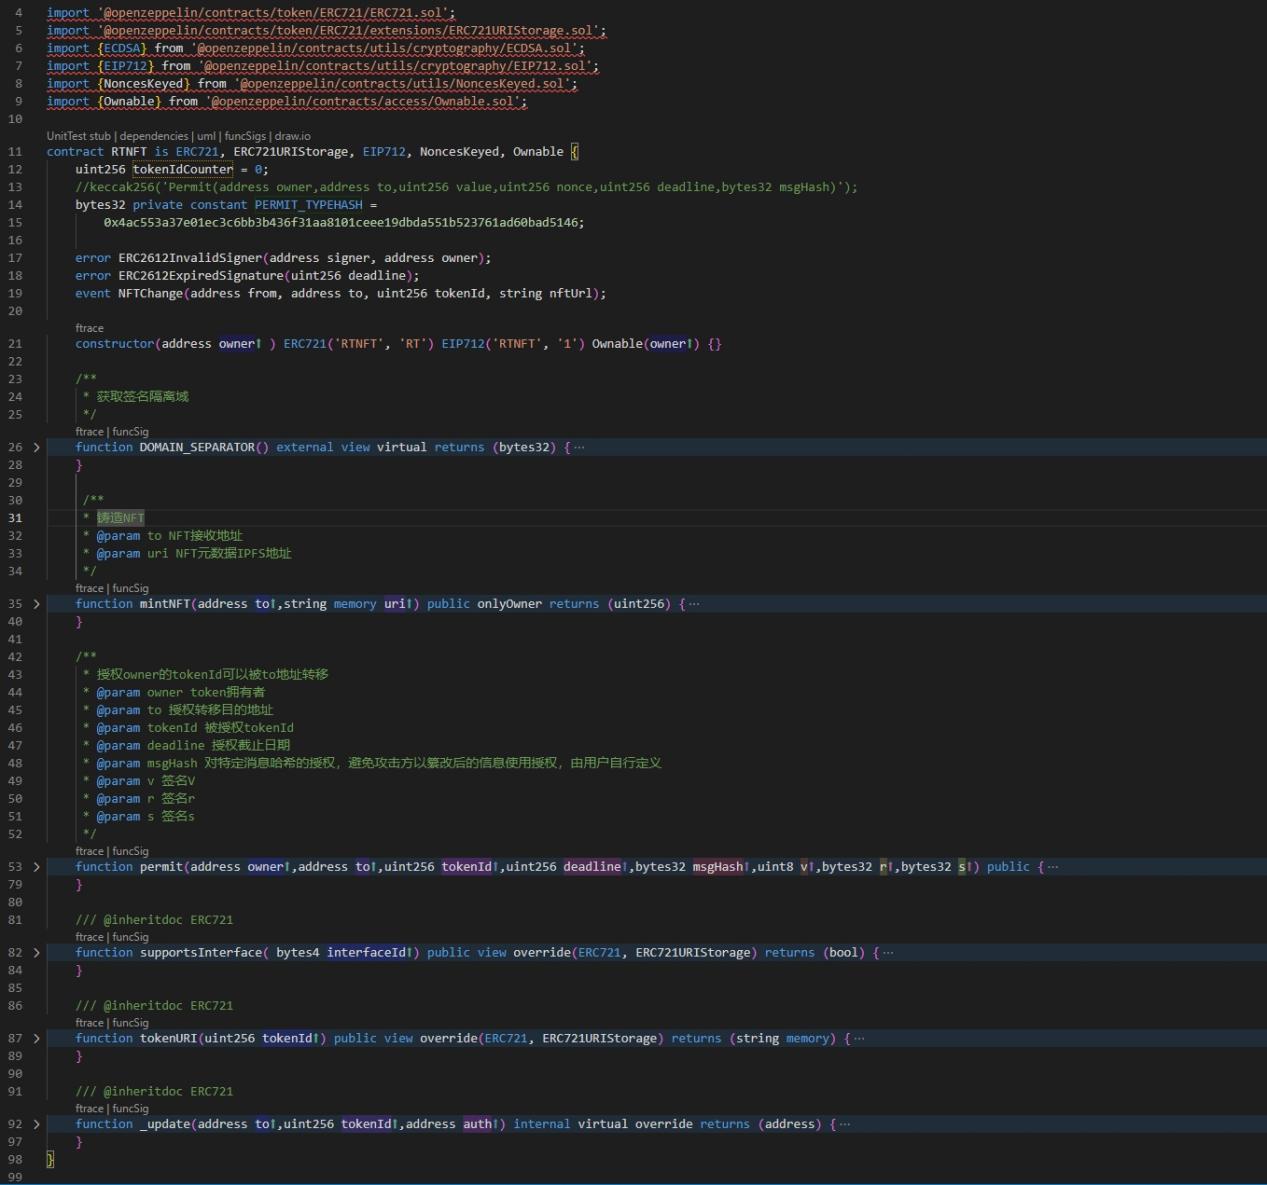 4 import '@openzeppelin/contracts/token/ERC721/ERC721.sol';
5 import '@openzeppelin/contracts/token/ERC721/extensions/ERC721URIStorage.sol';
6 import {ECDSA} from '@openzeppelin/contracts/utils/cryptography/ECDSA.sol';
7 import {EIP712} from '@openzeppelin/contracts/utils/cryptography/EIP712.sol';
8 import {NoncesKeyed} from '@openzeppelin/contracts/utils/NoncesKeyed.sol';
9 import {Ownable} from '@openzeppelin/contracts/access/Ownable.sol';
10
UnitTest stub | dependencies | uml | funcSigs | draw.io
11 contract RTNFT is ERC721, ERC721URIStorage, EIP712, NoncesKeyed, Ownable {
12 uint256 tokenIdCounter = 0;
13 //keccak256('Permit(address owner,address to,uint256 value,uint256 nonce,uint256 deadline,bytes32 msgHash)');
14 bytes32 private constant PERMIT_TYPEHASH =
15 0x4ac553a37e01ec3c6bb3b436f31aa8101ceee19dbda551b523761ad60bad5146;
16
17 error ERC2612InvalidSigner(address signer, address owner);
18 error ERC2612ExpiredSignature(uint256 deadline);
19 event NFTChange(address from, address to, uint256 tokenId, string nftUrl);
20
ftrace
21 constructor(address owner↑ ) ERC721('RTNFT', 'RT') EIP712('RTNFT', '1') Ownable(owner↑) {}
22
23 /**
24 * 获取签名隔离域
25 */
ftrace | funcSig
26 function DOMAIN_SEPARATOR() external view virtual returns (bytes32) {…
28 }
29
30 /**
31 * 铸造NFT
32 * @param to NFT接收地址
33 * @param uri NFT元数据IPFS地址
34 */
ftrace | funcSig
35 function mintNFT(address to↑,string memory uri↑) public onlyOwner returns (uint256) {…
40 }
41
42 /**
43 * 授权owner的tokenId可以被to地址转移
44 * @param owner token拥有者
45 * @param to 授权转移目的地址
46 * @param tokenId 被授权tokenId
47 * @param deadline 授权截止日期
48 * @param msgHash 对特定消息哈希的授权, 避免攻击方以篡改后的信息使用授权, 由用户自行定义
49 * @param v 签名V
50 * @param r 签名r
51 * @param s 签名s
52 */
ftrace | funcSig
53 function permit(address owner↑,address to↑,uint256 tokenId↑,uint256 deadline↑,bytes32 msgHash↑,uint8 v↑,bytes32 r↑,bytes32 s↑) public {…
79 }
80
81 /// @inheritdoc ERC721
ftrace | funcSig
82 function supportsInterface( bytes4 interfaceId↑) public view override(ERC721, ERC721URIStorage) returns (bool) {…
84 }
85
86 /// @inheritdoc ERC721
ftrace | funcSig
87 function tokenURI(uint256 tokenId↑) public view override(ERC721, ERC721URIStorage) returns (string memory) {…
89 }
90
91 /// @inheritdoc ERC721
ftrace | funcSig
92 function _update(address to↑,uint256 tokenId↑,address auth↑) internal virtual override returns (address) {…
97 }
98 }
99